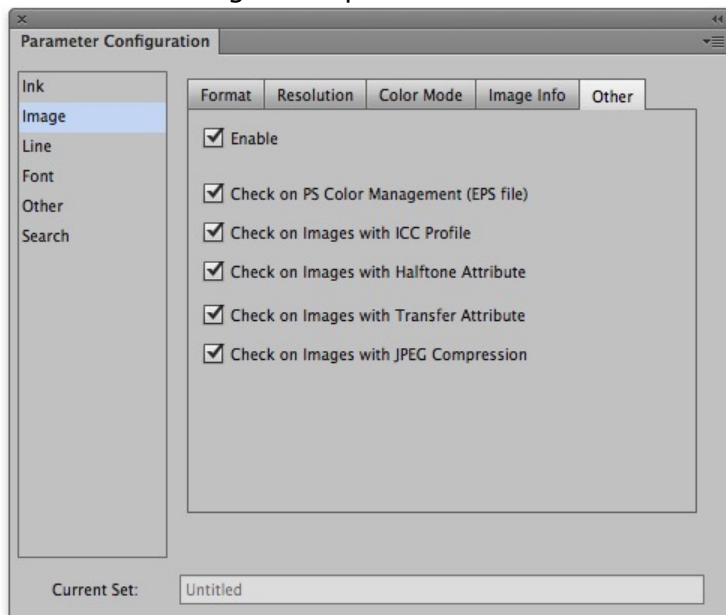 Parameter Configuration
Ink
Image
Line
Font
Other
Search
Format Resolution Color Mode Image Info Other
Enable
Check on PS Color Management (EPS file)
Check on Images with ICC Profile
Check on Images with Halftone Attribute
Check on Images with Transfer Attribute
Check on Images with JPEG Compression
Current Set: Untitled